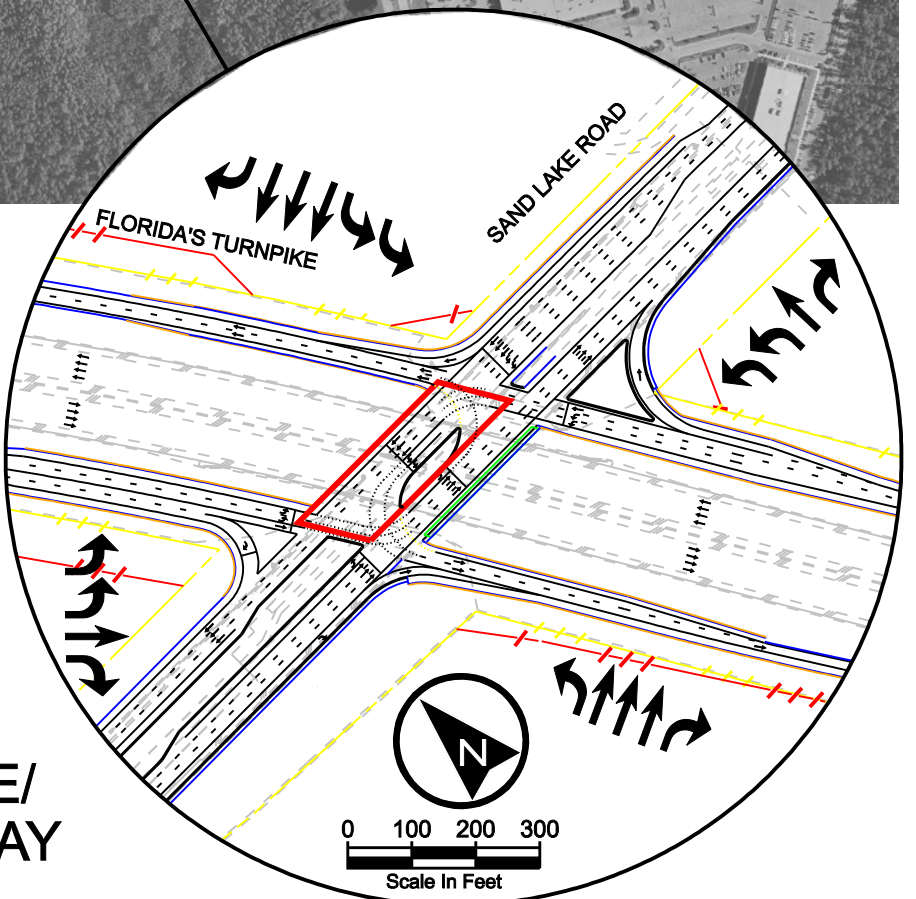 SAND LAKE ROAD
FLORIDA'S TURNPIKE
N
E/
AY
0 100 200 300
Scale In Feet